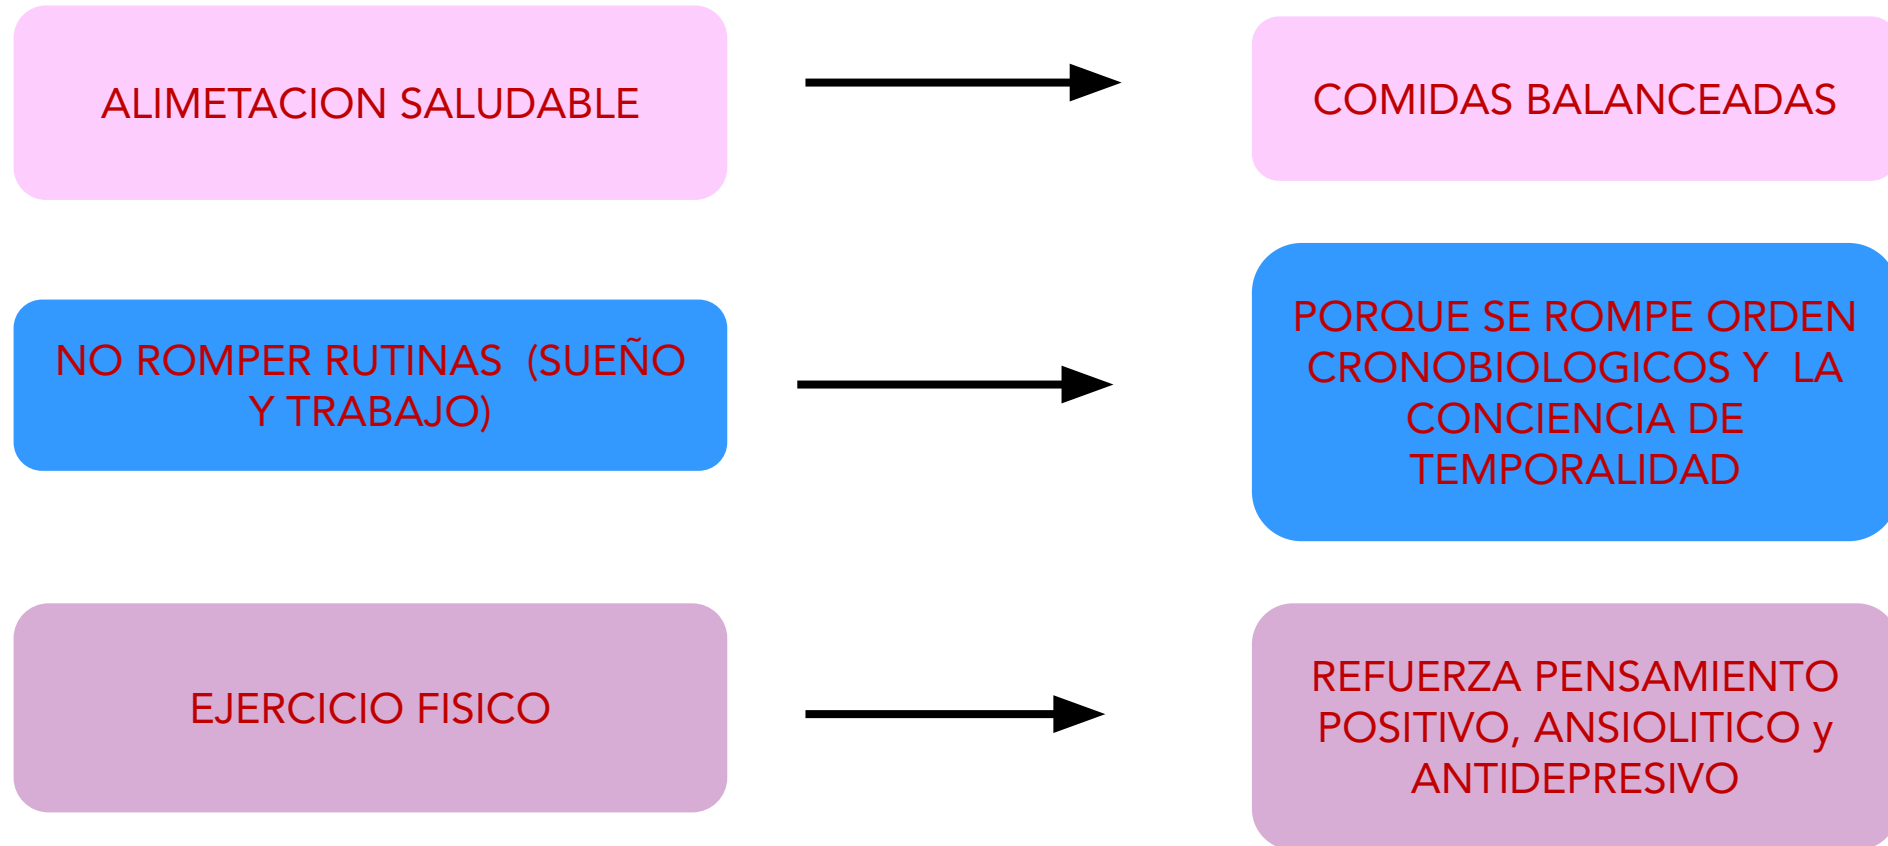 ALIMETACION SALUDABLE
COMIDAS BALANCEADAS
NO ROMPER RUTINAS  (SUEÑO
Y TRABAJO)
PORQUE SE ROMPE ORDEN
CRONOBIOLOGICOS Y  LA
CONCIENCIA DE
TEMPORALIDAD
EJERCICIO FISICO
REFUERZA PENSAMIENTO
POSITIVO, ANSIOLITICO y
ANTIDEPRESIVO